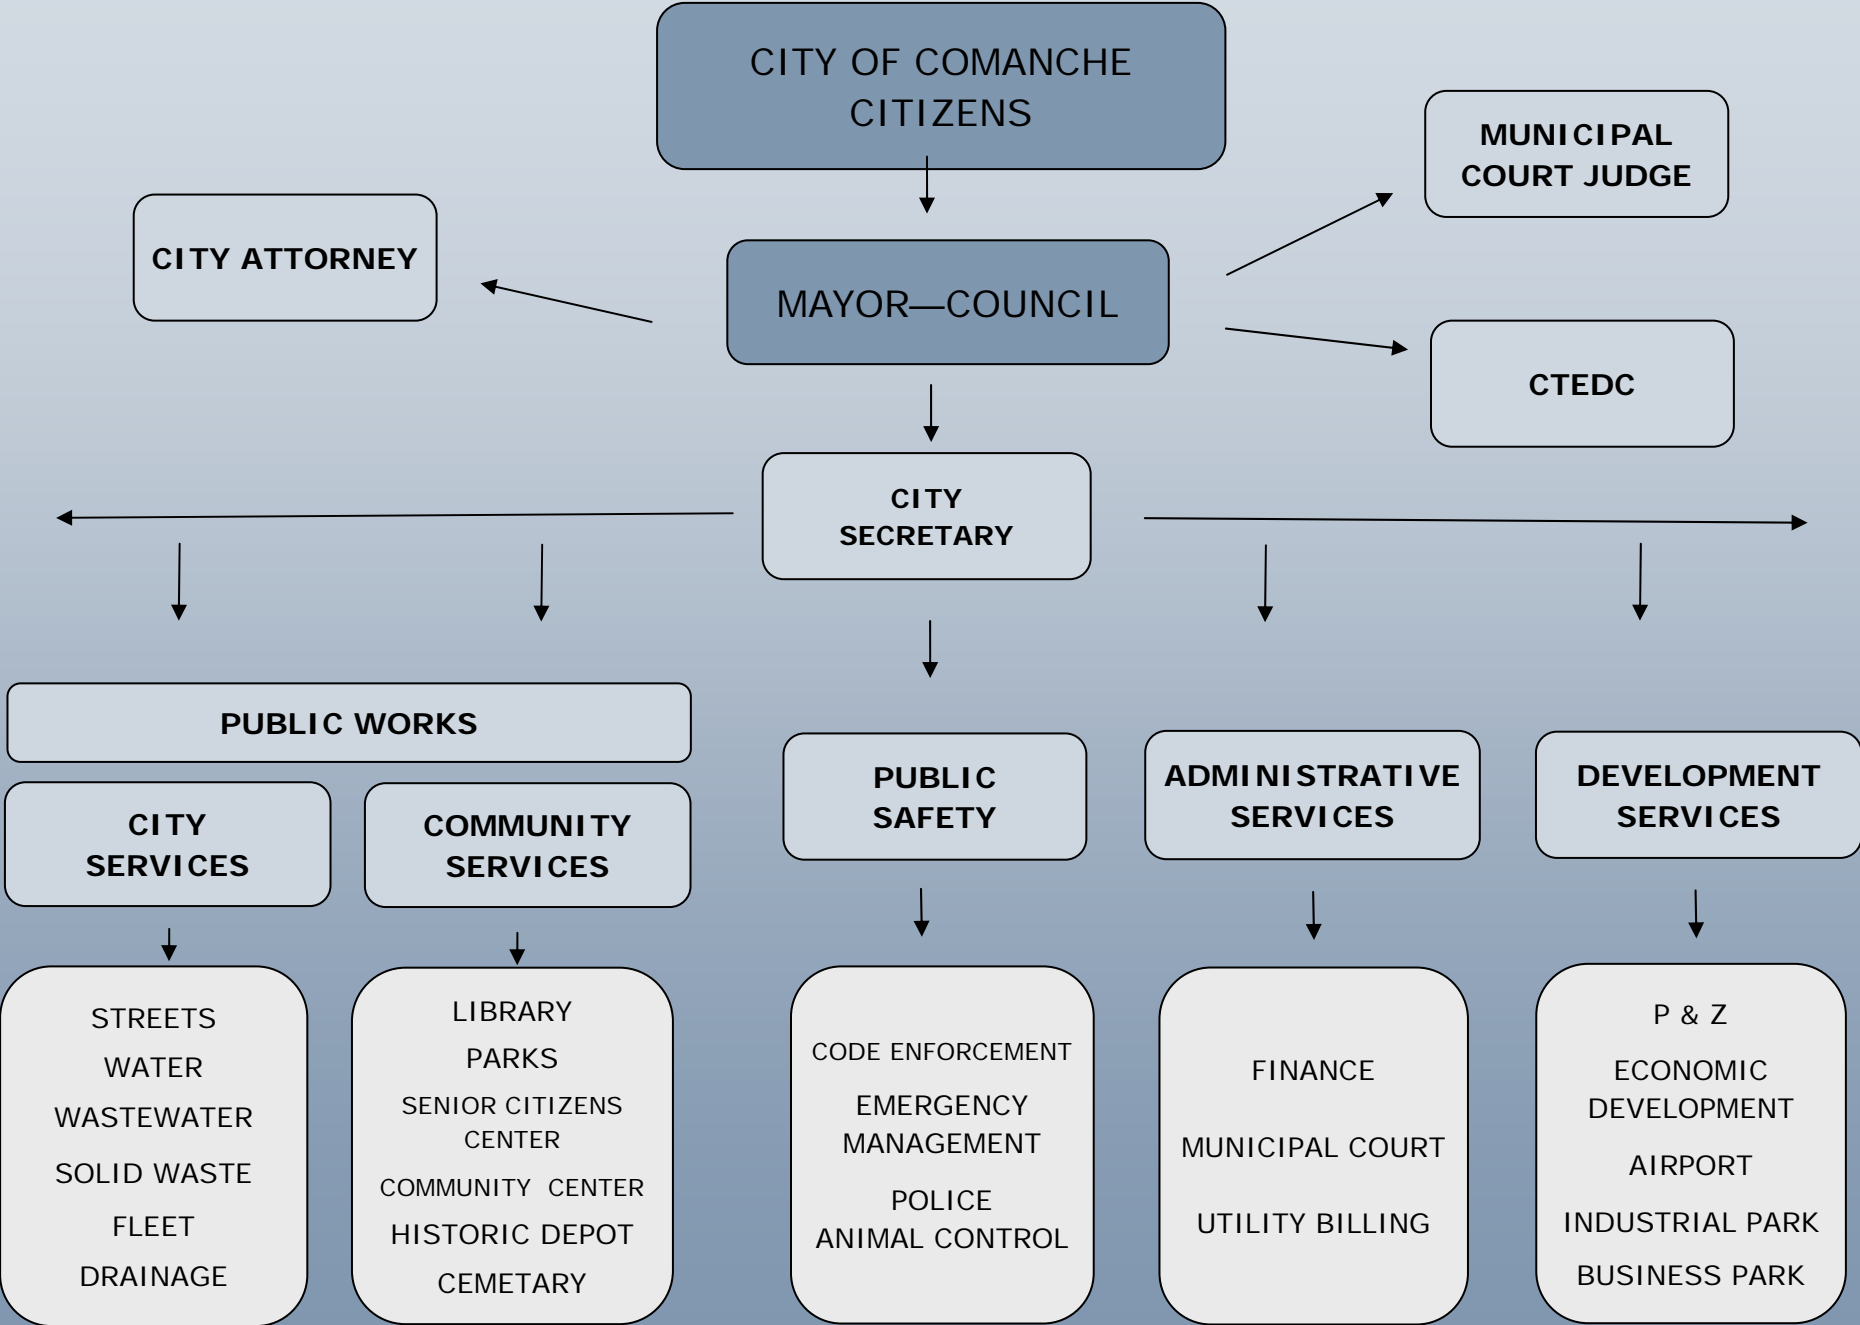 CITY OF COMANCHE
CITIZENS
MUNICIPAL
COURT JUDGE
CITY ATTORNEY
MAYOR—COUNCIL
CTEDC
CITY
SECRETARY
PUBLIC WORKS
CITY
SERVICES
COMMUNITY
SERVICES
PUBLIC
SAFETY
ADMINISTRATIVE
SERVICES
DEVELOPMENT
SERVICES
STREETS
WATER
WASTEWATER
SOLID WASTE
FLEET
DRAINAGE
LIBRARY
PARKS
SENIOR CITIZENS
CENTER
COMMUNITY CENTER
HISTORIC DEPOT
CEMETARY
CODE ENFORCEMENT
EMERGENCY
MANAGEMENT
POLICE
ANIMAL CONTROL
FINANCE
MUNICIPAL COURT
UTILITY BILLING
P & Z
ECONOMIC
DEVELOPMENT
AIRPORT
INDUSTRIAL PARK
BUSINESS PARK